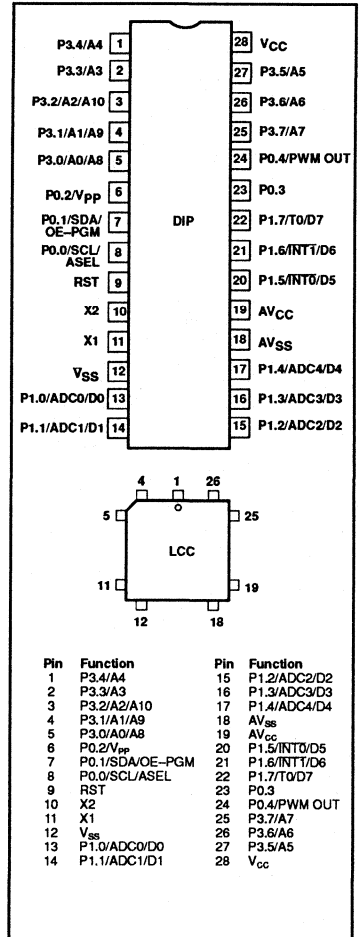 P3.4/A4 1 28 VCC
P3.3/A3 2 27 P3.5/A5
P3.2/A2/A10 3 26 P3.6/A6
P3.1/A1/A9 4 25 P3.7/A7
P3.0/A0/A8 5 24 P0.4/PWM OUT
P0.2/VPP 6 23 P0.3
P0.1/SDA/
OE–PGM 7 DIP 22 P1.7/T0/D7
P0.0/SCL/
ASEL 8 21 P1.6/INT1/D6
RST 9 20 P1.5/INT0/D5
X2 10 19 AVCC
X1 11 18 AVSS
VSS 12 17 P1.4/ADC4/D4
P1.0/ADC0/D0 13 16 P1.3/ADC3/D3
P1.1/ADC1/D1 14 15 P1.2/ADC2/D2
4 1 26
5 25
LCC
11 19
12 18
Pin Function Pin Function
1 P3.4/A4 15 P1.2/ADC2/D2
2 P3.3/A3 16 P1.3/ADC3/D3
3 P3.2/A2/A10 17 P1.4/ADC4/D4
4 P3.1/A1/A9 18 AVSS
5 P3.0/A0/A8 19 AVCC
6 P0.2/VPP 20 P1.5/INT0/D5
7 P0.1/SDA/OE–PGM 21 P1.6/INT1/D6
8 P0.0/SCL/ASEL 22 P1.7/T0/D7
9 RST 23 P0.3
10 X2 24 P0.4/PWM OUT
11 X1 25 P3.7/A7
12 VSS 26 P3.6/A6
13 P1.0/ADC0/D0 27 P3.5/A5
14 P1.1/ADC1/D1 28 VCC